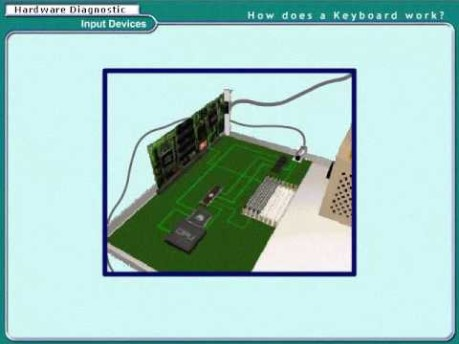 Hardware Diagnostic
How does a Keyboard work?
Input Devices
CPU